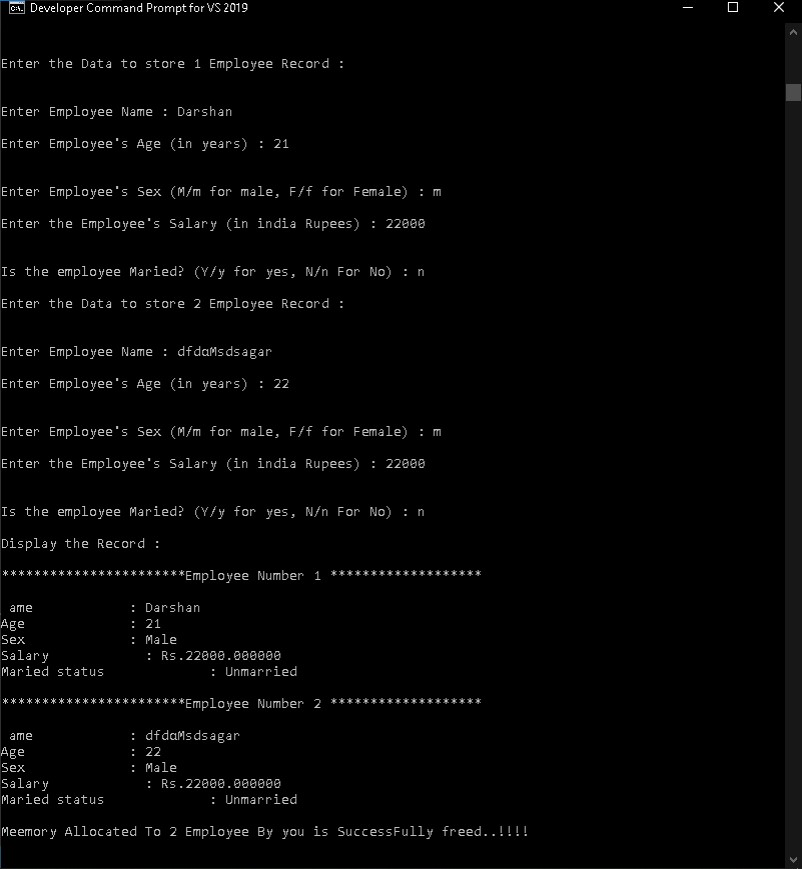 Developer Command Prompt for VS 2019
Enter the Data to store 1 Employee Record :
Enter Employee Name : Darshan
Enter Employee's Age (in years) : 21
Enter Employee's Sex (M/m for male, F/f for Female) : m
Enter the Employee's Salary (in india Rupees) : 22000
Is the employee Maried? (Y/y for yes, N/n For No) : n
Enter the Data to store 2 Employee Record :
Enter Employee Name : dfdαMsdsagar
Enter Employee's Age (in years) : 22
Enter Employee's Sex (M/m for male, F/f for Female) : m
Enter the Employee's Salary (in india Rupees) : 22000
Is the employee Maried? (Y/y for yes, N/n For No) : n
Display the Record :
***********************Employee Number 1 *******************
ame : Darshan
Age : 21
Sex : Male
Salary : Rs.22000.000000
Maried status : Unmarried
***********************Employee Number 2 *******************
ame : dfdαMsdsagar
Age : 22
Sex : Male
Salary : Rs.22000.000000
Maried status : Unmarried
Meemory Allocated To 2 Employee By you is SuccessFully freed..!!!!